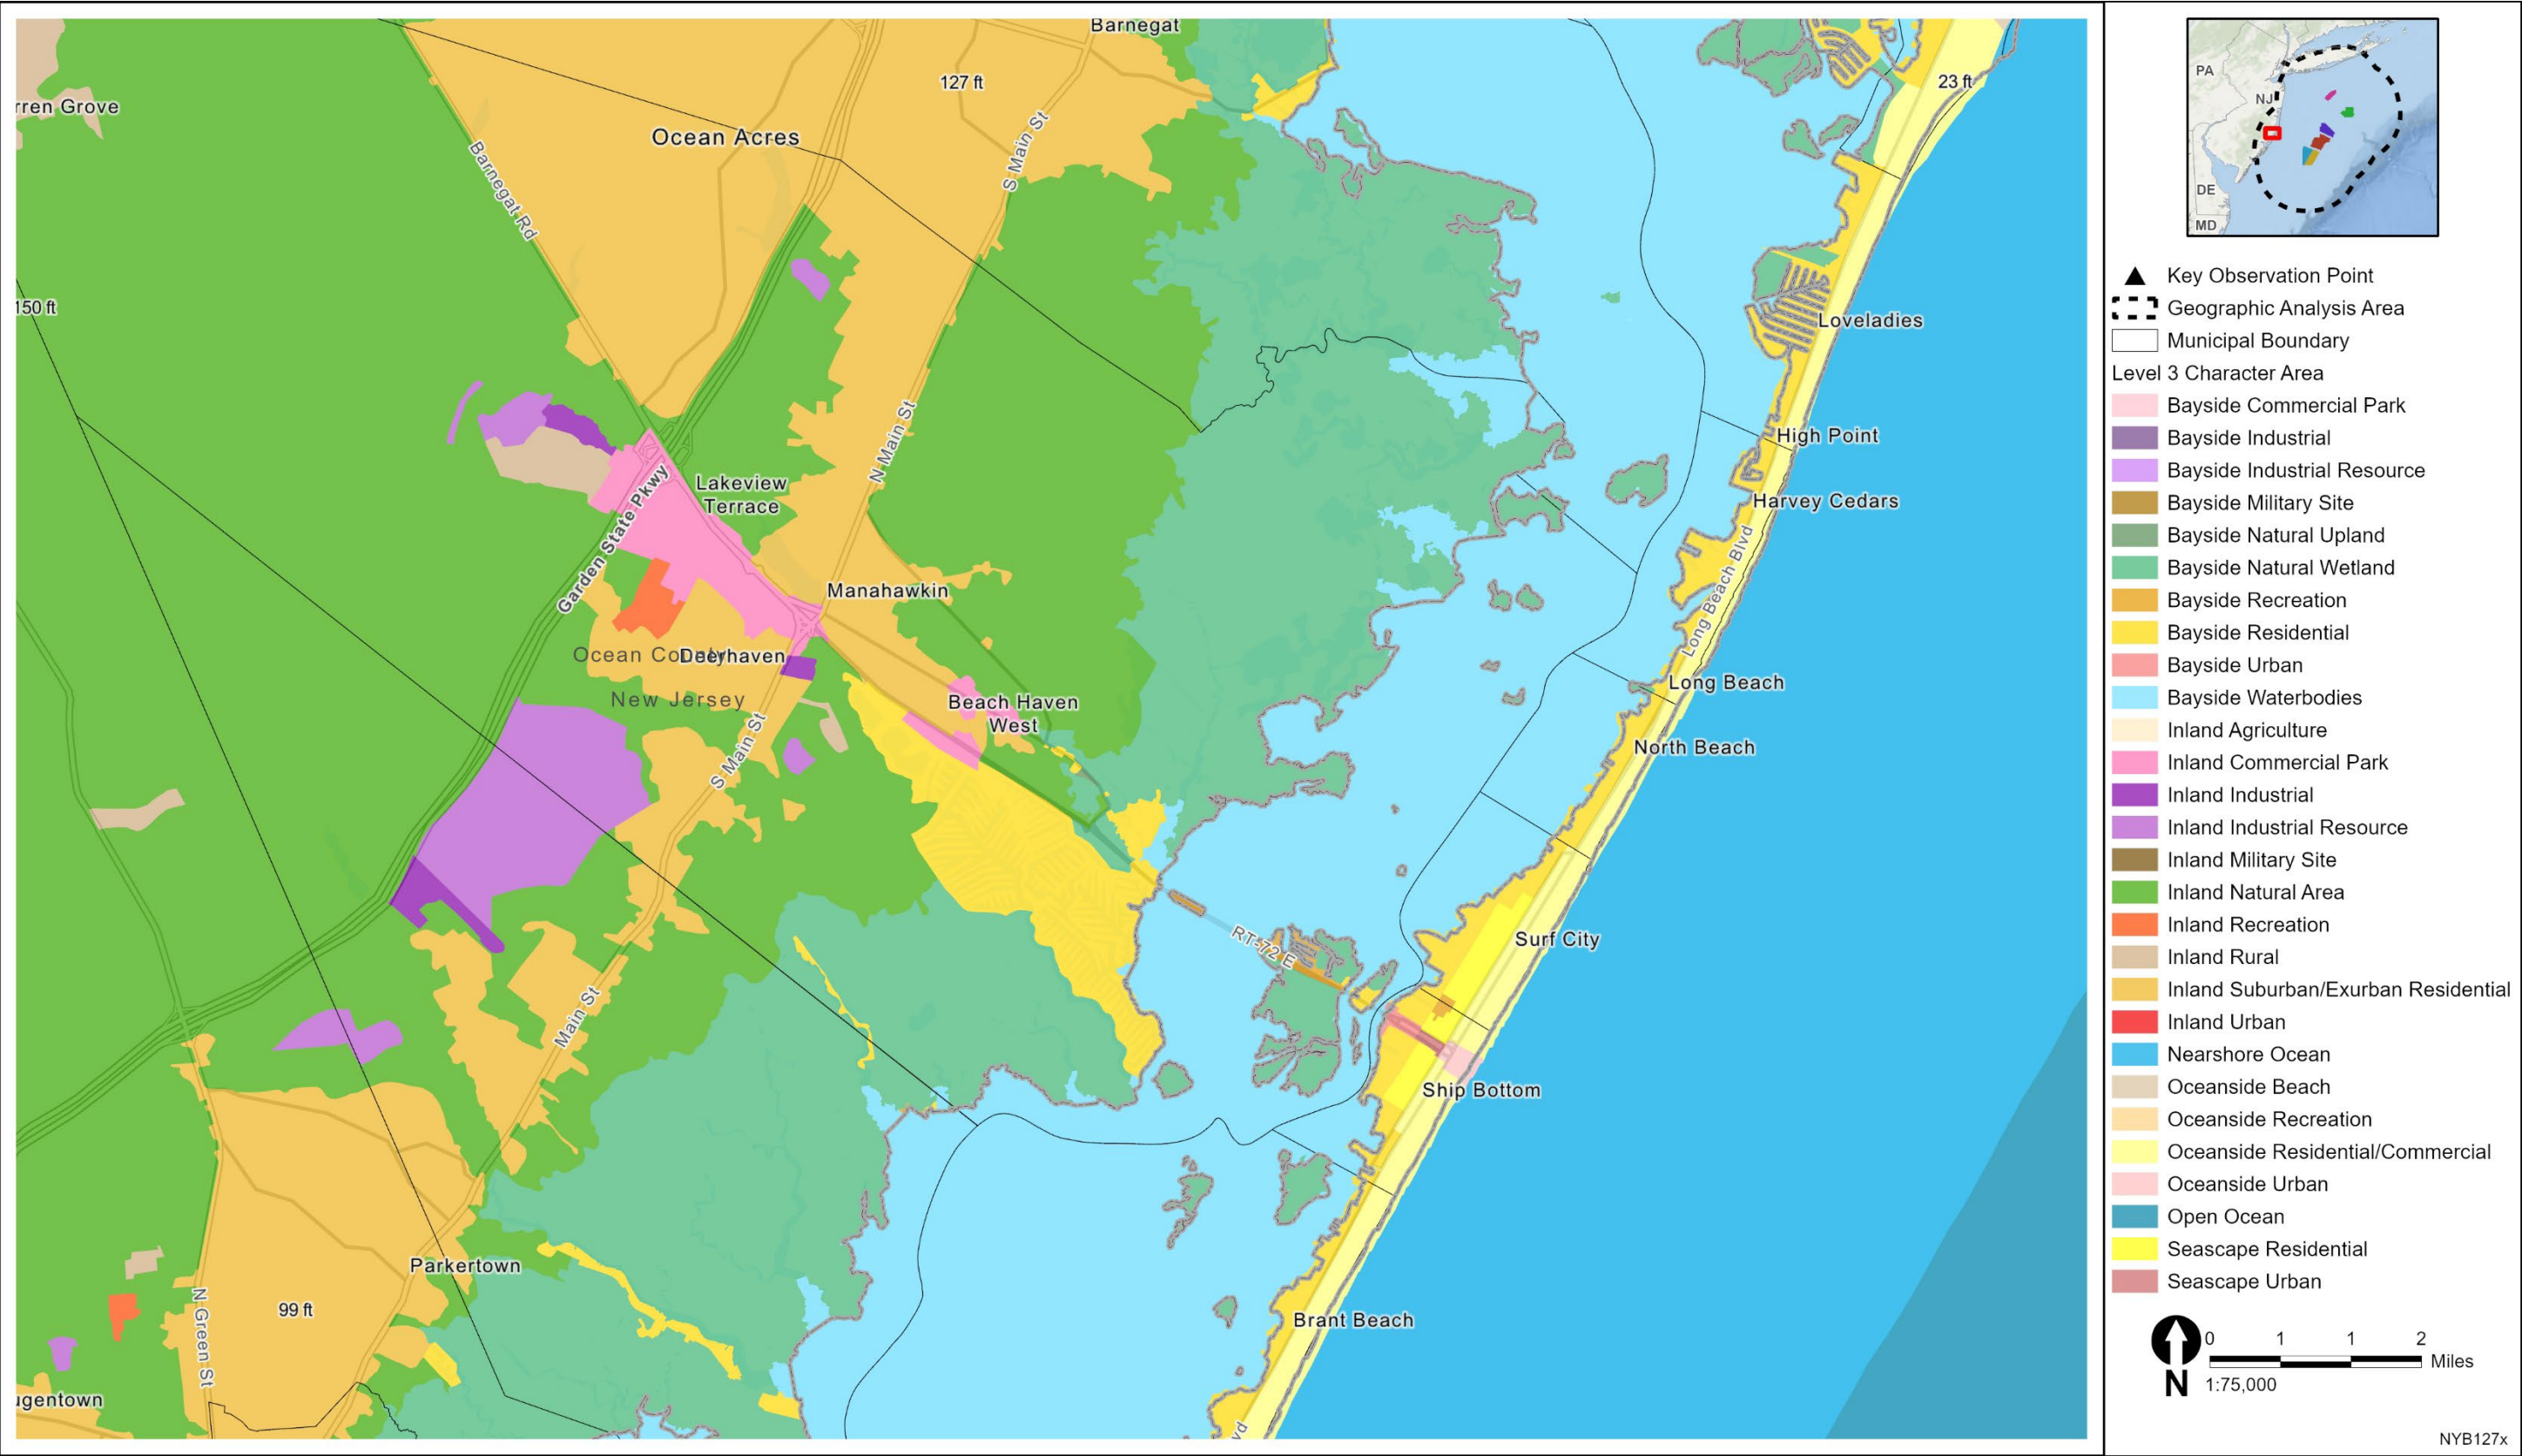 Barnegat
127 ft
23 ft
rren Grove
Ocean Acres
Barnegat Rd
S Main St
150 ft
Loveladies
N Main St
High Point
Lakeview
Terrace
Harvey Cedars
Garden State Pkwy
Long Beach Blvd
Manahawkin
Ocean County
Deerhaven
New Jersey
Long Beach
Beach Haven
West
S Main St
North Beach
RT-72 E
Surf City
Main St
Ship Bottom
Parkertown
N Green St
99 ft
Brant Beach
ugentown
vd
PA
NJ
DE
MD
Key Observation Point
Geographic Analysis Area
Municipal Boundary
Level 3 Character Area
Bayside Commercial Park
Bayside Industrial
Bayside Industrial Resource
Bayside Military Site
Bayside Natural Upland
Bayside Natural Wetland
Bayside Recreation
Bayside Residential
Bayside Urban
Bayside Waterbodies
Inland Agriculture
Inland Commercial Park
Inland Industrial
Inland Industrial Resource
Inland Military Site
Inland Natural Area
Inland Recreation
Inland Rural
Inland Suburban/Exurban Residential
Inland Urban
Nearshore Ocean
Oceanside Beach
Oceanside Recreation
Oceanside Residential/Commercial
Oceanside Urban
Open Ocean
Seascape Residential
Seascape Urban
0 1 1 2
Miles
N 1:75,000
NYB127x